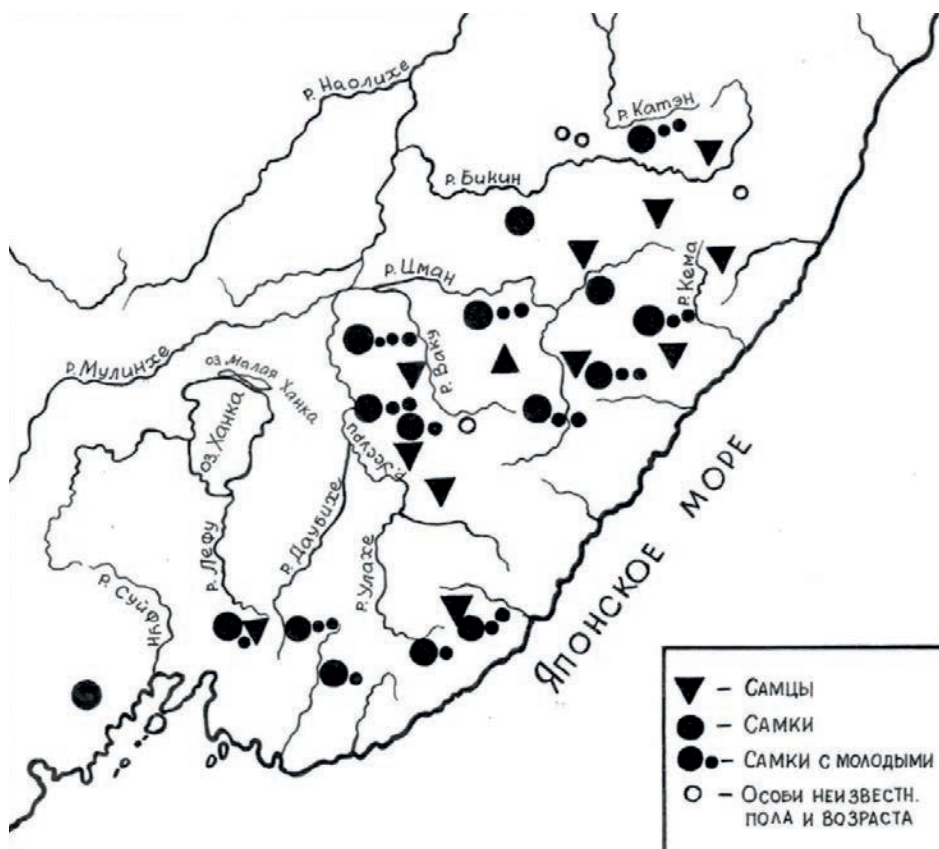 р. Наолихе
р. Катэн
р. Бикин
р. Иман
р. Кема
р. Мулинхе
оз. Малая Ханка
оз. Ханка
р. Ваку
р. Уссури
р. Лефу
р. Даубихе
р. Улахе
р. Суйфун
Японское море
– Самцы
– Самки
– Самки с молодыми
– Особи неизвестн.
пола и возраста